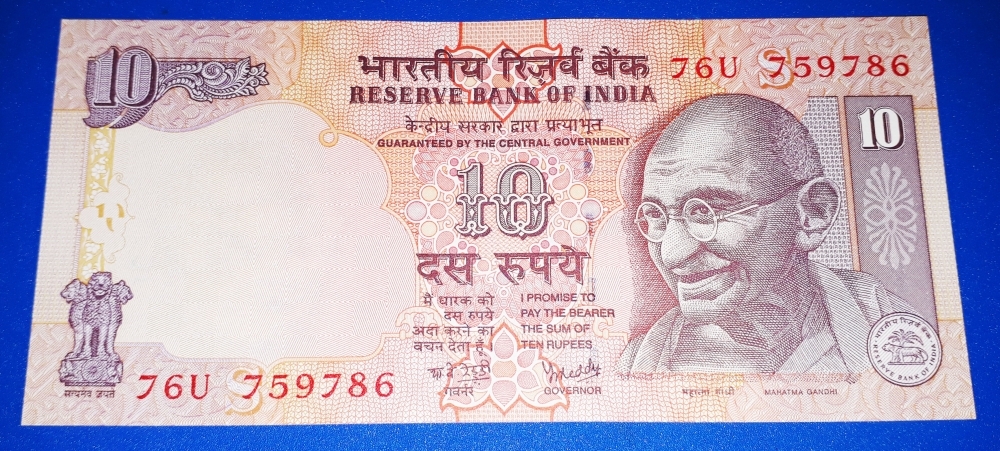 10
भारतीय रिज़र्व बैंक
76U S 759786
RESERVE BANK OF INDIA
केन्द्रीय सरकार द्वारा प्रत्याभूत
GUARANTEED BY THE CENTRAL GOVERNMENT
10
10
दस रुपये
मैं धारक को
दस रुपये
अदा करने का
वचन देता हूँ।
I PROMISE TO
PAY THE BEARER
THE SUM OF
TEN RUPEES
गवर्नर
GOVERNOR
सत्यमेव जयते
76U S 759786
महात्मा गांधी
MAHATMA GANDHI
भारतीय रिज़र्व बैंक
RESERVE BANK OF INDIA